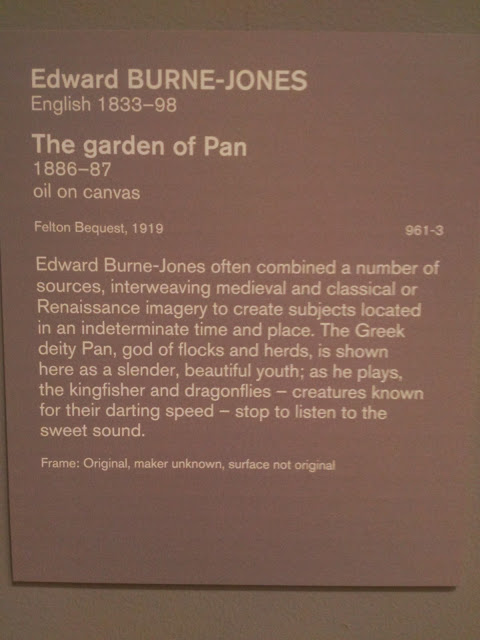 Edward BURNE-JONES
English 1833–98
The garden of Pan
1886–87
oil on canvas
Felton Bequest, 1919 961-3
Edward Burne-Jones often combined a number of
sources, interweaving medieval and classical or
Renaissance imagery to create subjects located
in an indeterminate time and place. The Greek
deity Pan, god of flocks and herds, is shown
here as a slender, beautiful youth; as he plays,
the kingfisher and dragonflies – creatures known
for their darting speed – stop to listen to the
sweet sound.
Frame: Original, maker unknown, surface not original